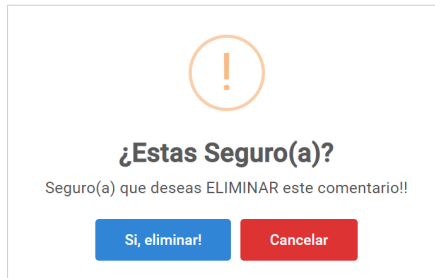 !
¿Estas Seguro(a)?
Seguro(a) que deseas ELIMINAR este comentario!!
Si, eliminar! Cancelar